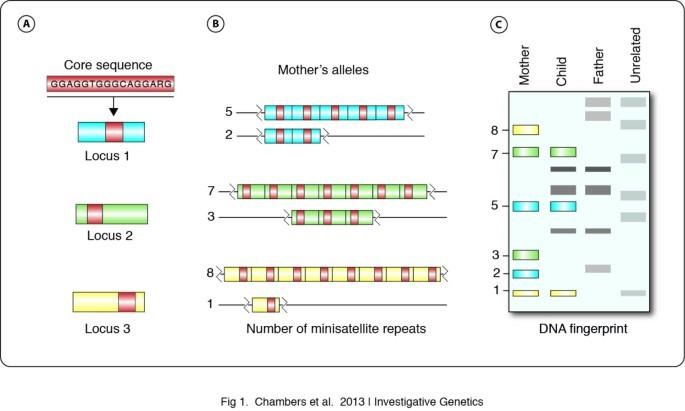 A
Core sequence
GGAGGTGGGCAGGARG
Locus 1
Locus 2
Locus 3
B
Mother's alleles
5
2
7
3
8
1
Number of minisatellite repeats
C
Mother
Child
Father
Unrelated
8
7
5
3
2
1
DNA fingerprint
Fig 1. Chambers et al. 2013 I Investigative Genetics